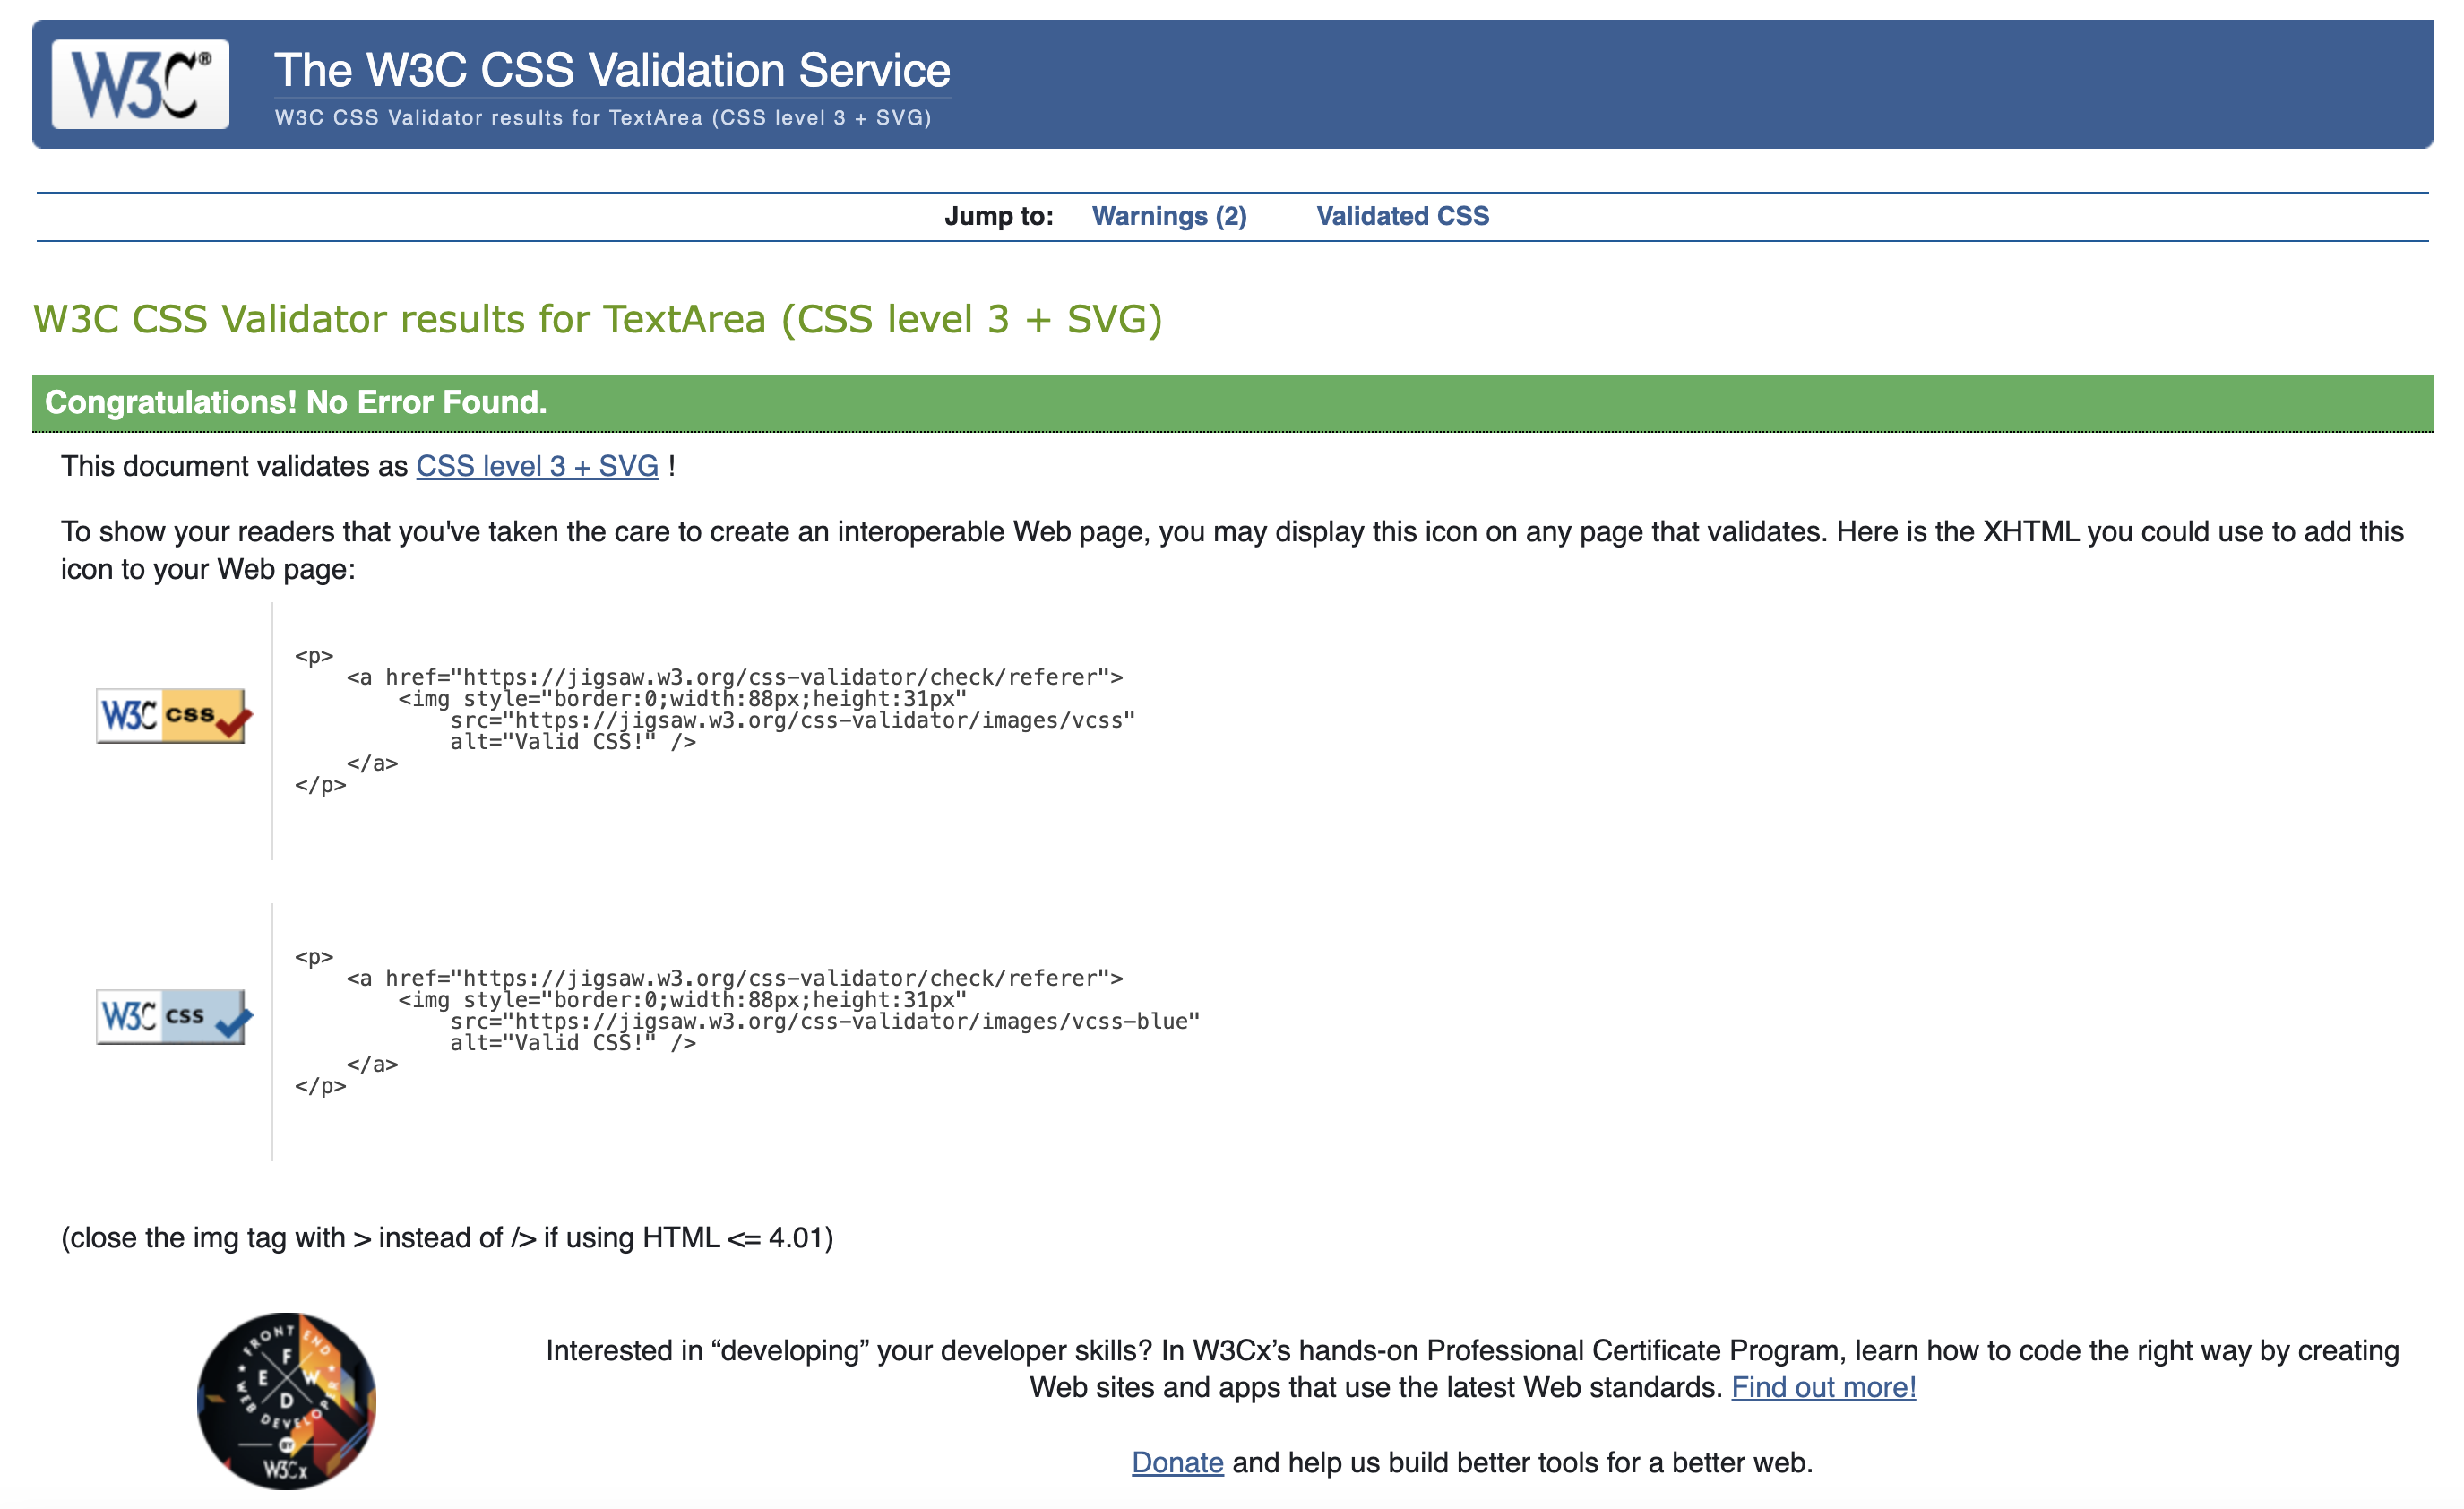 W3C®
The W3C CSS Validation Service
W3C CSS Validator results for TextArea (CSS level 3 + SVG)
Jump to: Warnings (2) Validated CSS
W3C CSS Validator results for TextArea (CSS level 3 + SVG)
Congratulations! No Error Found.
This document validates as CSS level 3 + SVG !
To show your readers that you've taken the care to create an interoperable Web page, you may display this icon on any page that validates. Here is the XHTML you could use to add this
icon to your Web page:
W3C css
<p>
    <a href="https://jigsaw.w3.org/css-validator/check/referer">
        <img style="border:0;width:88px;height:31px"
            src="https://jigsaw.w3.org/css-validator/images/vcss"
            alt="Valid CSS!" />
    </a>
</p>
W3C css
<p>
    <a href="https://jigsaw.w3.org/css-validator/check/referer">
        <img style="border:0;width:88px;height:31px"
            src="https://jigsaw.w3.org/css-validator/images/vcss-blue"
            alt="Valid CSS!" />
    </a>
</p>
(close the img tag with > instead of /> if using HTML <= 4.01)
FRONT END
WEB DEVELOPER
F E W D
BY
W3Cx
Interested in “developing” your developer skills? In W3Cx’s hands-on Professional Certificate Program, learn how to code the right way by creating
Web sites and apps that use the latest Web standards. Find out more!
Donate and help us build better tools for a better web.